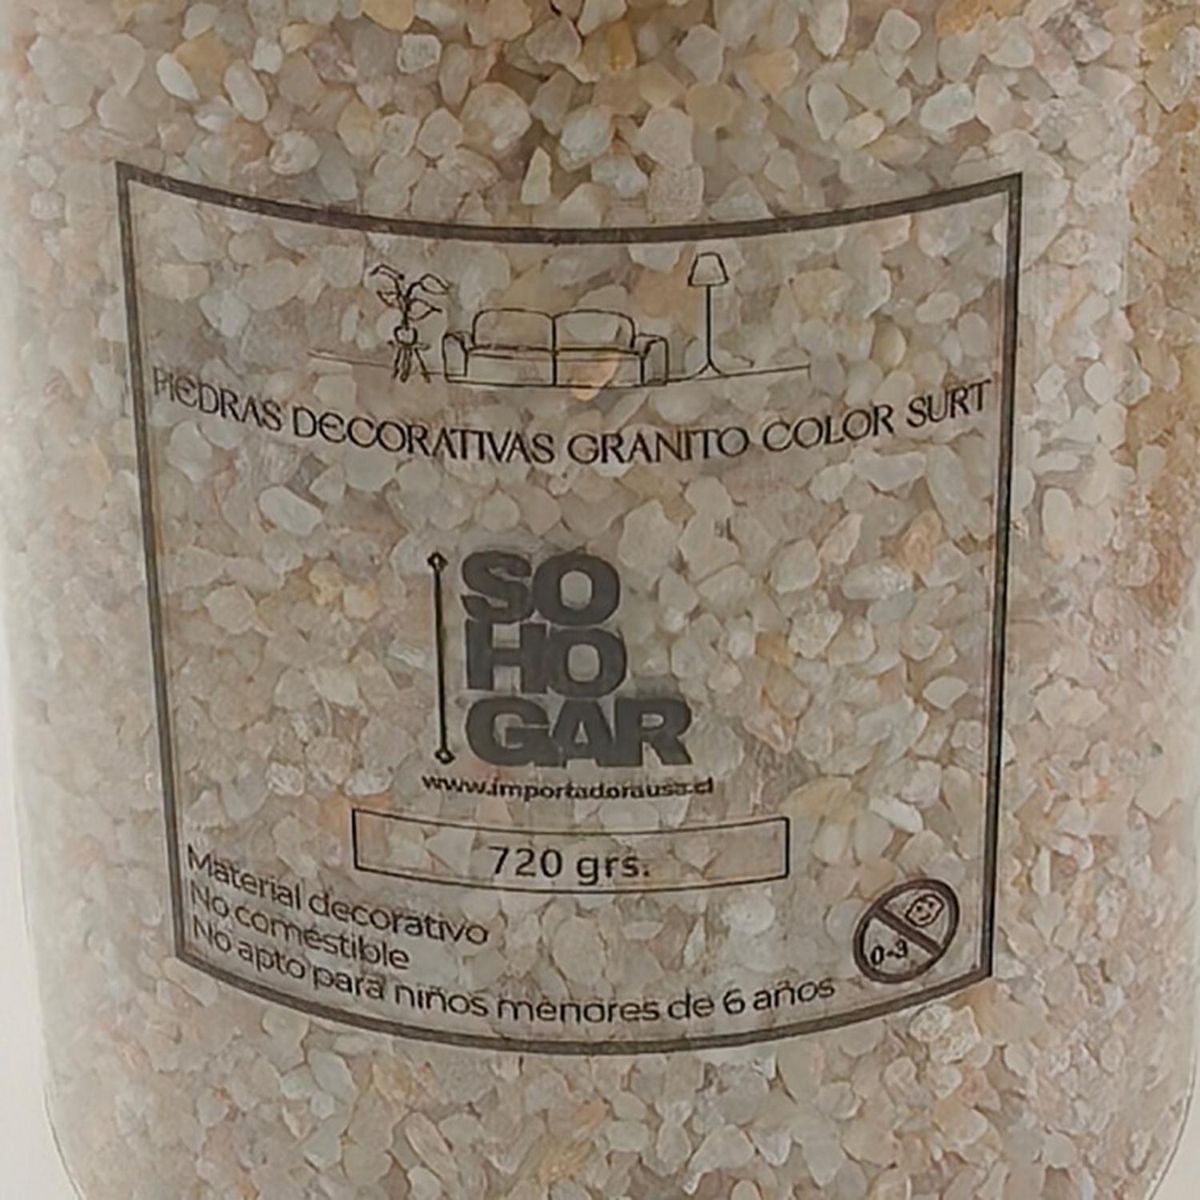 PIEDRAS DECORATIVAS GRANITO COLOR SURT
SO
HO
GAR
www.importadorausa.cl
720 grs.
Material decorativo
No comestible
No apto para niños menores de 6 años
0-3